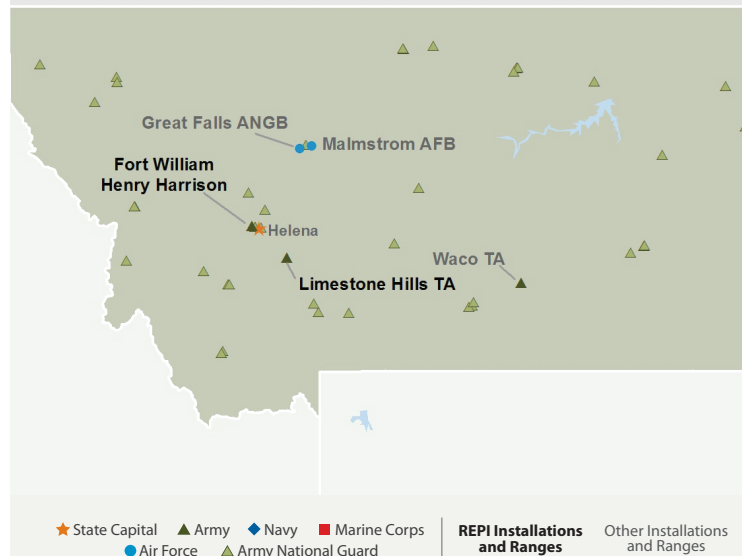 Great Falls ANGB
Malmstrom AFB
Fort William
Henry Harrison
Helena
Waco TA
Limestone Hills TA
State Capital Army Navy Marine Corps
Air Force Army National Guard
REPI Installations
and Ranges
Other Installations
and Ranges